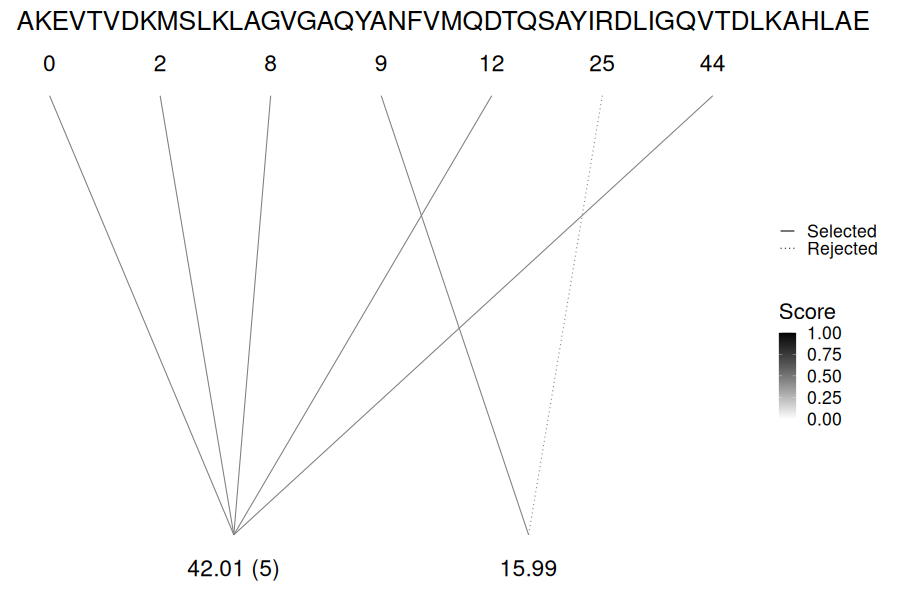 AKEVTVDKMSLKLAGVGAQYANFVMQDTQSAYIRDLIGQVTDLKAHLAE
0 2 8 9 12 25 44
Selected
Rejected
Score
1.00
0.75
0.50
0.25
0.00
42.01 (5) 15.99